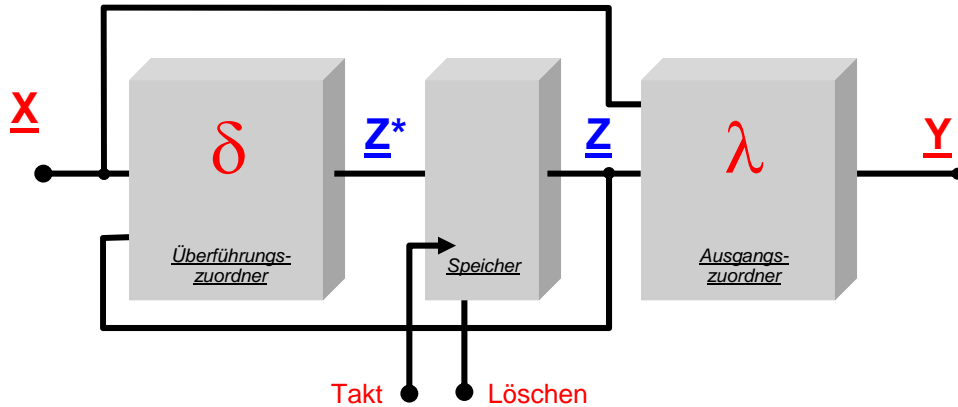 X
δ
Z*
Z
λ
Y
Überführungs-
zuordner
Speicher
Ausgangs-
zuordner
Takt
Löschen